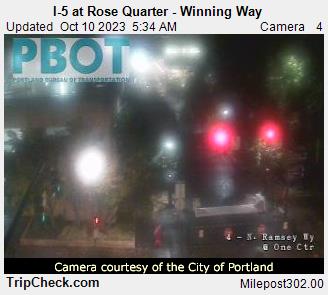 I-5 at Rose Quarter - Winning Way
Updated Oct 10 2023 5:34 AM Camera 4
PBOT
PORTLAND BUREAU OF TRANSPORTATION
4 - N. Ramsey Wy
@ One Ctr
Camera courtesy of the City of Portland
TripCheck.com Milepost302.00